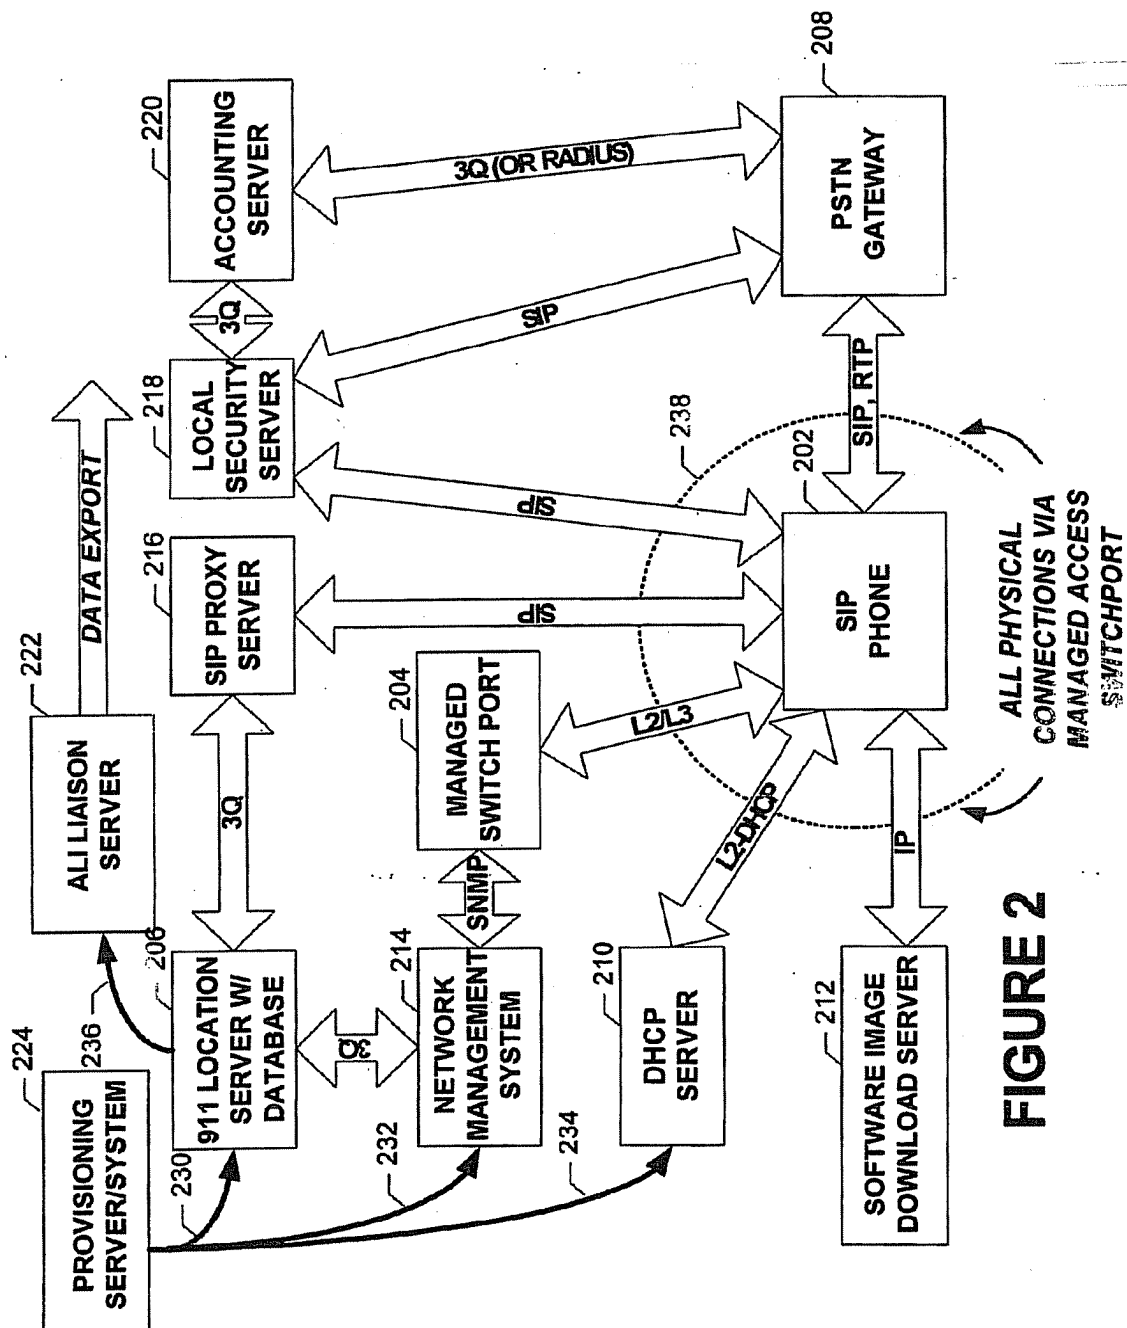 224
PROVISIONING
SERVER/SYSTEM
236
222
ALI LIAISON
SERVER
DATA EXPORT
230
206
911 LOCATION
SERVER W/
DATABASE
3Q
216
SIP PROXY
SERVER
218
LOCAL
SECURITY
SERVER
3Q
220
ACCOUNTING
SERVER
3Q
232
214
NETWORK
MANAGEMENT
SYSTEM
SNMP
204
MANAGED
SWITCH PORT
SIP
SIP
SIP
3Q (OR RADIUS)
234
210
DHCP
SERVER
L2-DHCP
L2/L3
238
212
SOFTWARE IMAGE
DOWNLOAD SERVER
IP
202
SIP
PHONE
SIP, RTP
208
PSTN
GATEWAY
ALL PHYSICAL
CONNECTIONS VIA
MANAGED ACCESS
SWITCHPORT
FIGURE 2